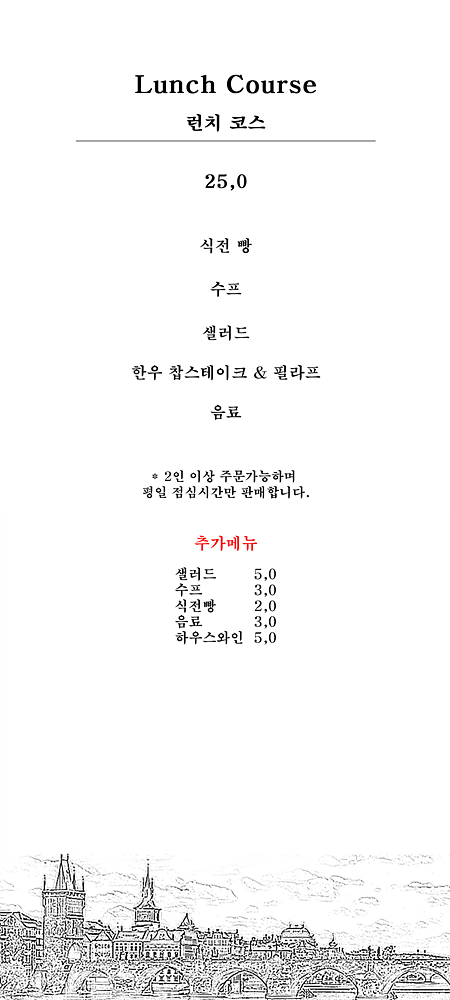 Lunch Course
런치 코스
25,0
식전 빵
수프
샐러드
한우 찹스테이크 & 필라프
음료
* 2인 이상 주문가능하며
평일 점심시간만 판매합니다.
추가메뉴
샐러드 5,0
수프 3,0
식전빵 2,0
음료 3,0
하우스와인 5,0